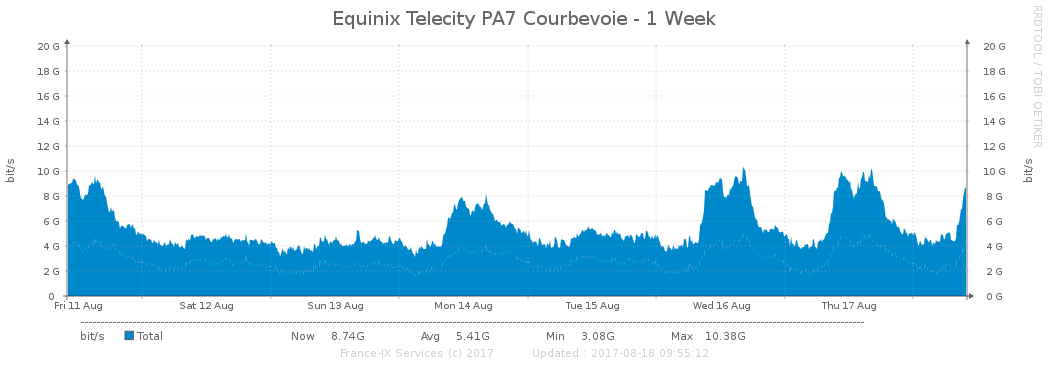 Equinix Telecity PA7 Courbevoie - 1 Week
RRDTOOL / TOBI OETIKER
20 G 20 G
18 G 18 G
16 G 16 G
14 G 14 G
12 G 12 G
10 G 10 G
8 G 8 G
6 G 6 G
4 G 4 G
2 G 2 G
0 0 G
bit/s
bit/s
Fri 11 Aug Sat 12 Aug Sun 13 Aug Mon 14 Aug Tue 15 Aug Wed 16 Aug Thu 17 Aug
bit/s Total Now 8.74G Avg 5.41G Min 3.08G Max 10.38G
France-IX Services (c) 2017 Updated : 2017-08-18 09:55:12